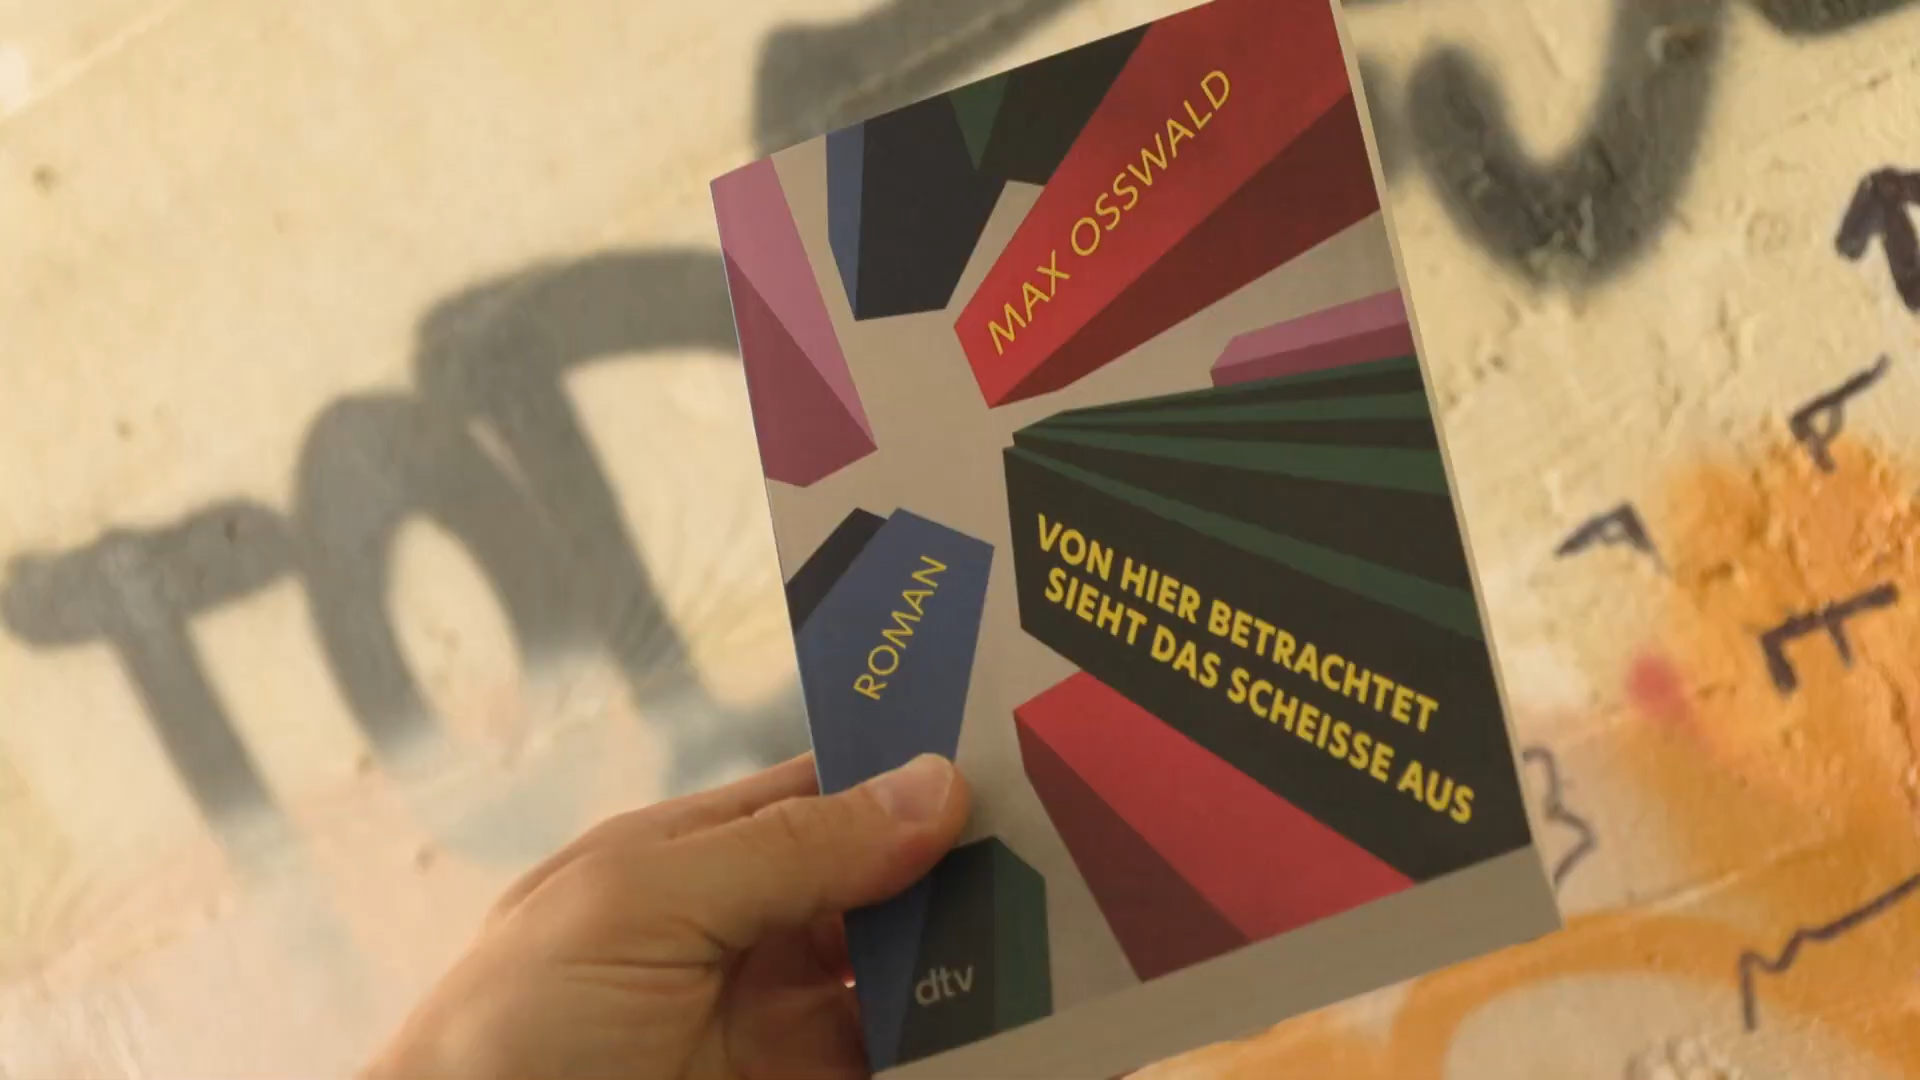 MAX OSSWALD
VON HIER BETRACHTET
SIEHT DAS SCHEISSE AUS
ROMAN
dtv